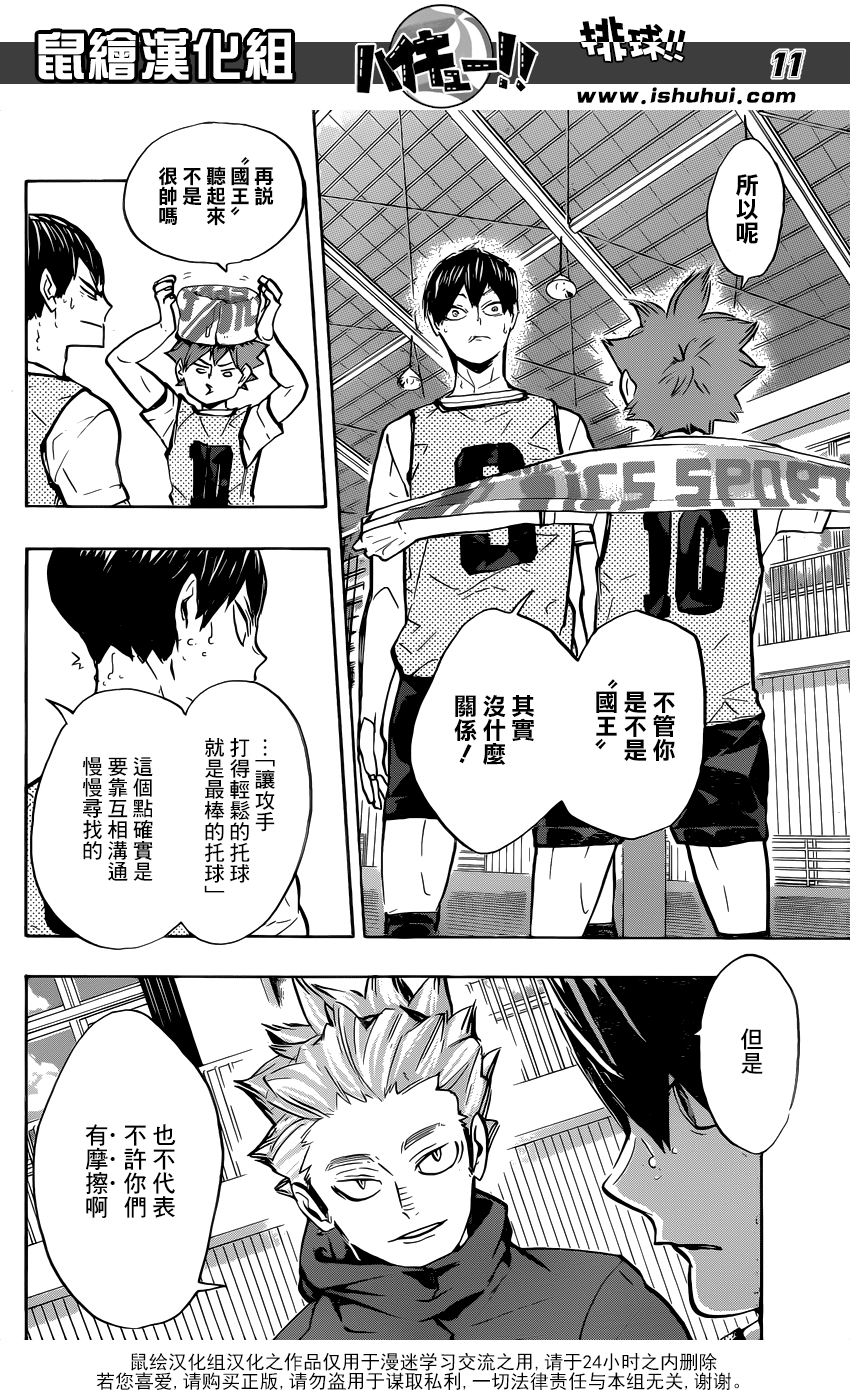 鼠繪漢化組
ハイキュー!!
排球!!
11
www.ishuhui.com
所以呢
PiCS SPORT
8
10
不管你
是不是
〝國王〞
其實
沒什麼
關係！
再說
〝國王〞
聽起來
不是
很帥嗎
…「讓攻手
打得輕鬆的托球
就是最棒的托球」
這個點確實是
要靠互相溝通
慢慢尋找的
但是
也不代表
不許你們
有摩擦啊
鼠绘汉化组汉化之作品仅用于漫迷学习交流之用,请于24小时之内删除
若您喜爱,请购买正版,请勿盗用于谋取私利,一切法律责任与本组无关,谢谢。